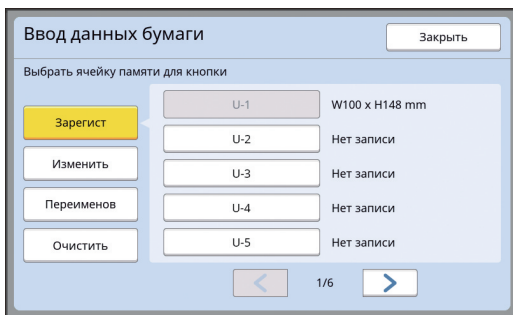 Ввод данных бумаги
Закрыть
Выбрать ячейку памяти для кнопки
Зарегист
Изменить
Переименов
Очистить
U-1 W100 x H148 mm
U-2 Нет записи
U-3 Нет записи
U-4 Нет записи
U-5 Нет записи
1/6